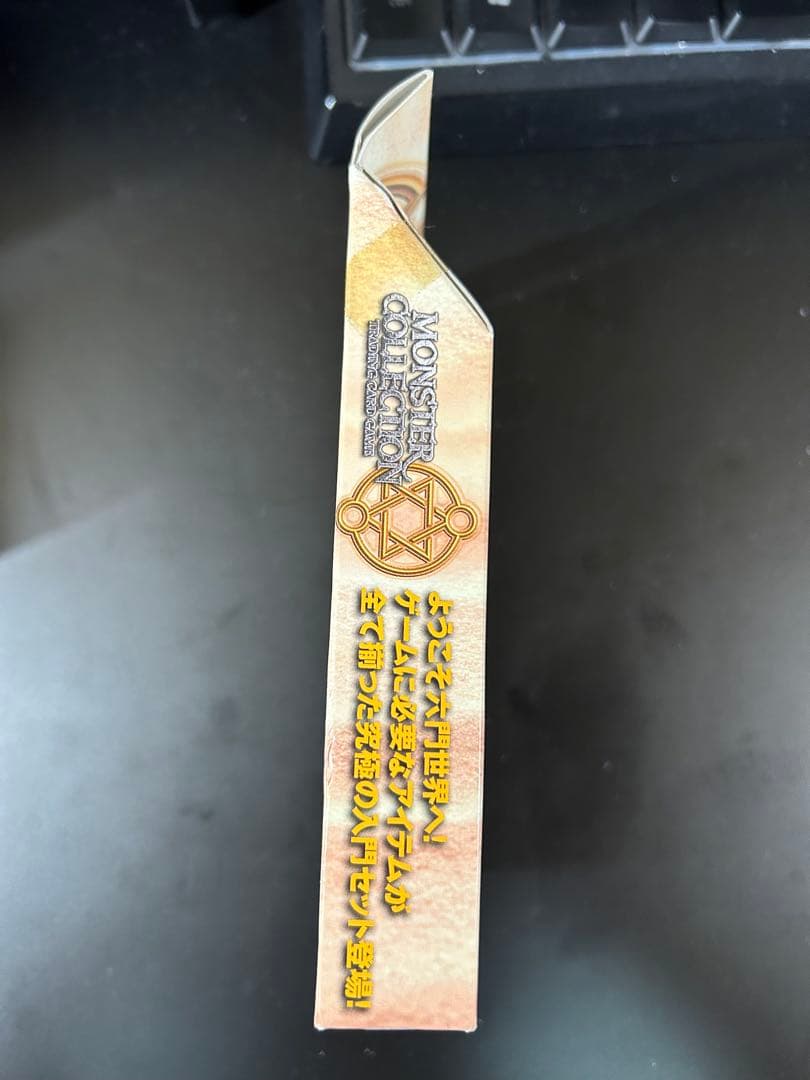 MONSTER
COLLECTION
TRADING CARD GAME
ようこそ六門世界へ!
ゲームに必要なアイテムが
全て揃った究極の入門セット登場!